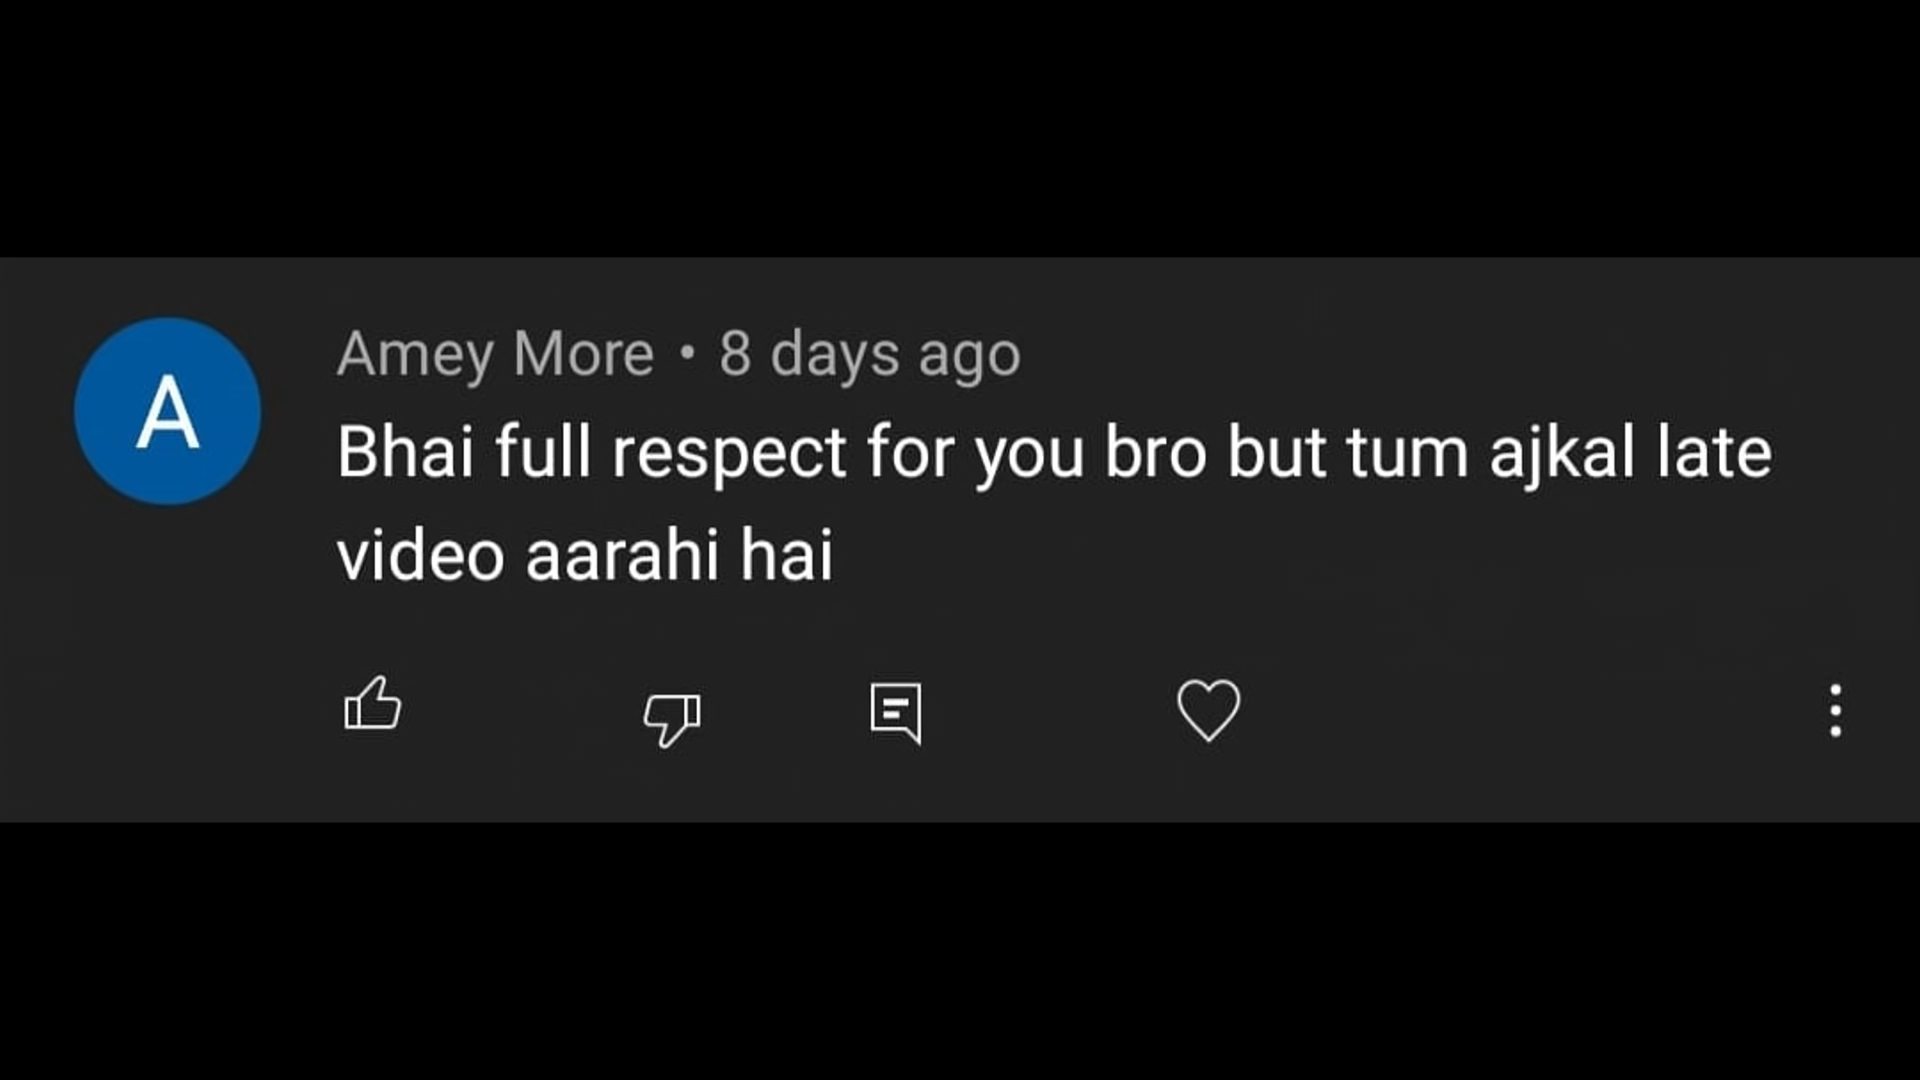 A
Amey More • 8 days ago
Bhai full respect for you bro but tum ajkal late
video aarahi hai